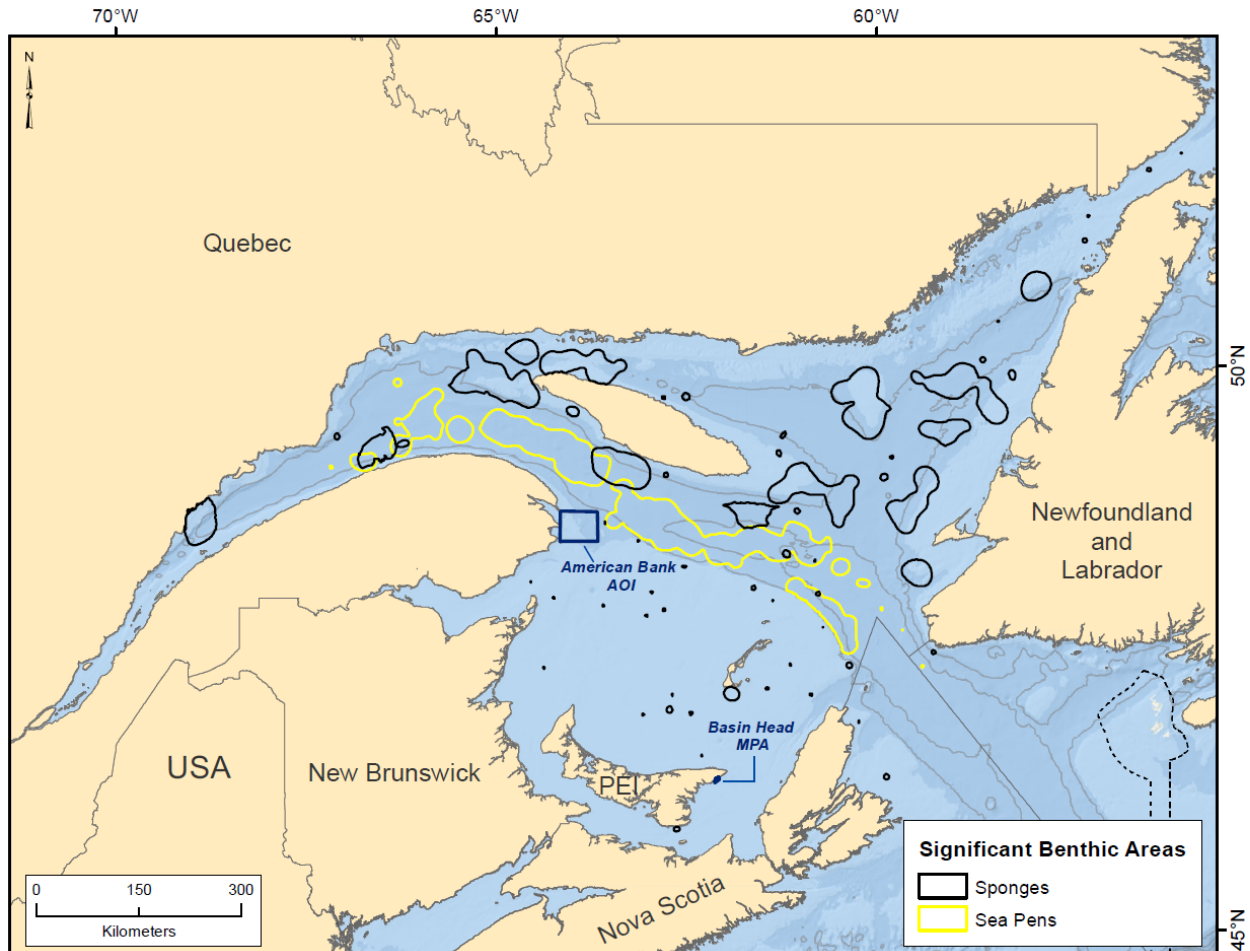 70°W
65°W
60°W
N
Quebec
50°N
Newfoundland
and
Labrador
American Bank
AOI
Basin Head
MPA
USA
New Brunswick
PEI
Nova Scotia
45°N
0 150 300
Kilometers
Significant Benthic Areas
Sponges
Sea Pens